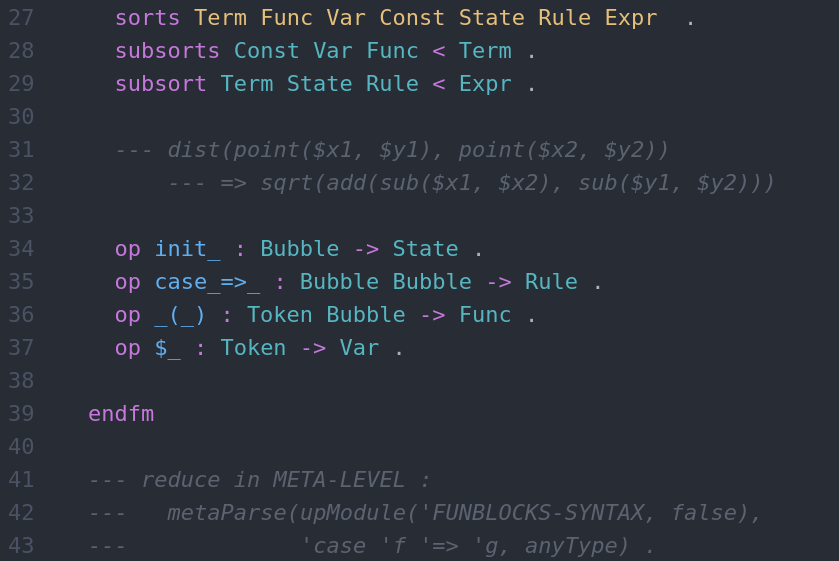 27 sorts Term Func Var Const State Rule Expr  .
28 subsorts Const Var Func < Term .
29 subsort Term State Rule < Expr .
30
31 --- dist(point($x1, $y1), point($x2, $y2))
32 --- => sqrt(add(sub($x1, $x2), sub($y1, $y2)))
33
34 op init_ : Bubble -> State .
35 op case_=>_ : Bubble Bubble -> Rule .
36 op _(_) : Token Bubble -> Func .
37 op $_ : Token -> Var .
38
39 endfm
40
41 --- reduce in META-LEVEL :
42 ---   metaParse(upModule('FUNBLOCKS-SYNTAX, false),
43 ---             'case 'f '=> 'g, anyType) .